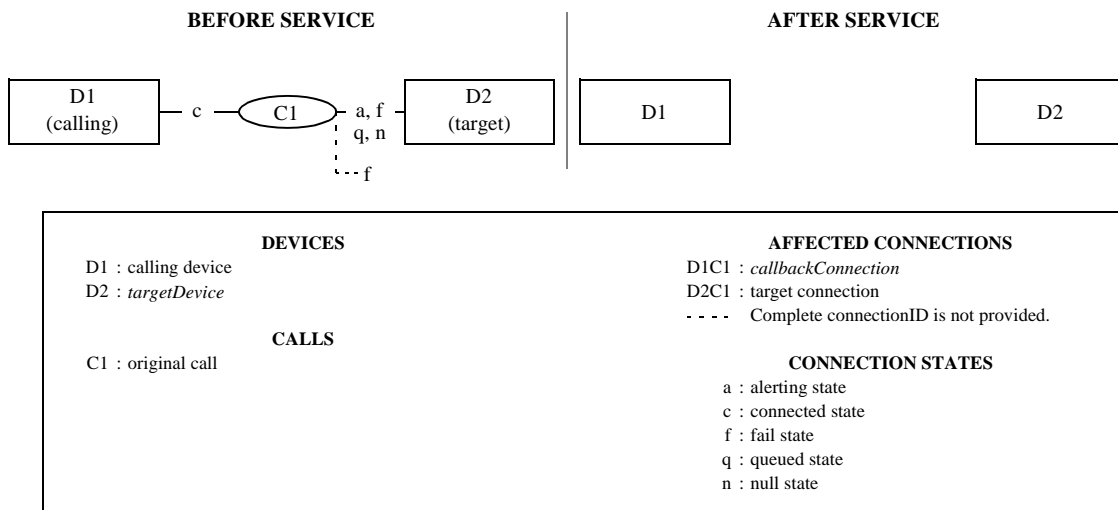 BEFORE SERVICE
AFTER SERVICE
D1
(calling)
c
C1
a, f
q, n
f
D2
(target)
D1
D2
DEVICES
D1 : calling device
D2 : targetDevice
CALLS
C1 : original call
AFFECTED CONNECTIONS
D1C1 : callbackConnection
D2C1 : target connection
- - - - Complete connectionID is not provided.
CONNECTION STATES
a : alerting state
c : connected state
f : fail state
q : queued state
n : null state